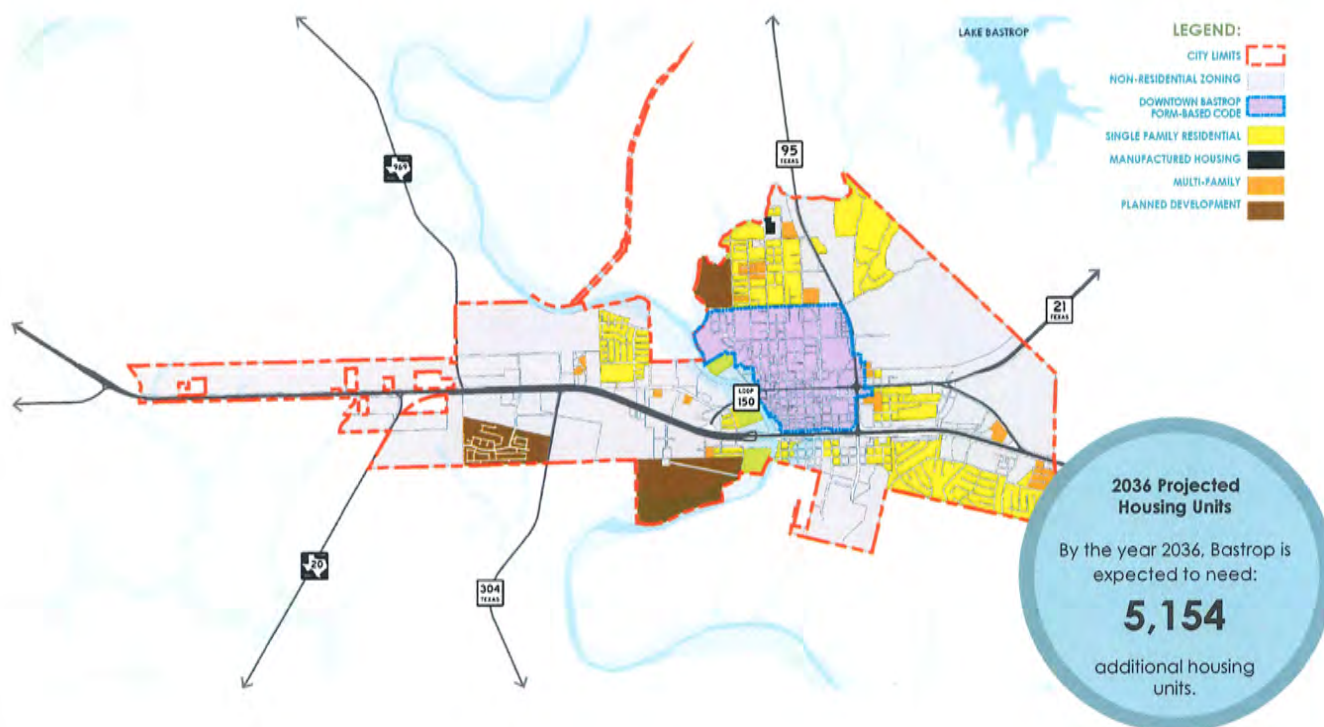 LAKE BASTROP
LEGEND:
CITY LIMITS
NON-RESIDENTIAL ZONING
DOWNTOWN BASTROP
FORM-BASED CODE
SINGLE FAMILY RESIDENTIAL
MANUFACTURED HOUSING
MULTI-FAMILY
PLANNED DEVELOPMENT
969
95
TEXAS
21
TEXAS
LOOP
150
20
304
TEXAS
2036 Projected
Housing Units
By the year 2036, Bastrop is
expected to need:
5,154
additional housing
units.